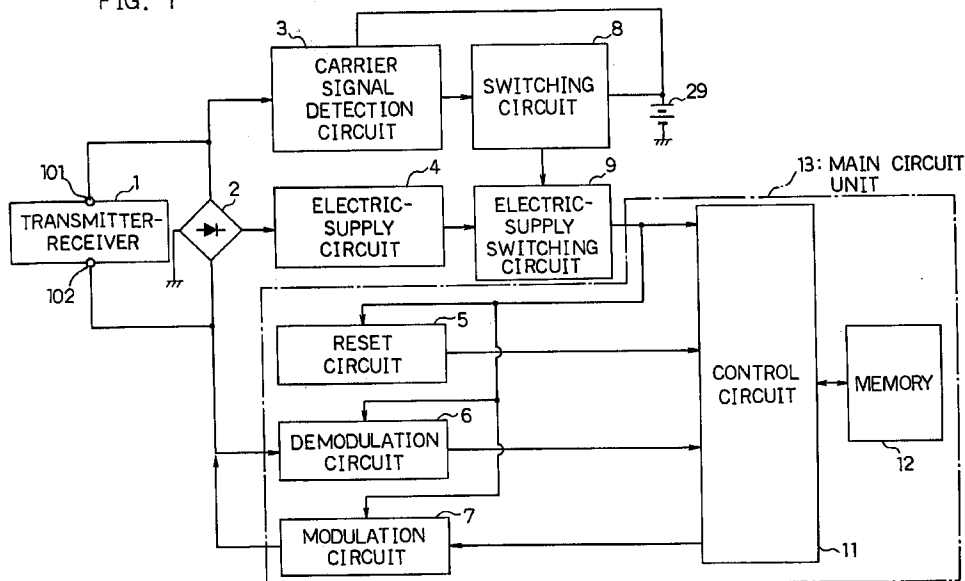 FIG. 1
3
CARRIER
SIGNAL
DETECTION
CIRCUIT
8
SWITCHING
CIRCUIT
29
101
1
TRANSMITTER-
RECEIVER
102
2
4
ELECTRIC-
SUPPLY
CIRCUIT
9
ELECTRIC-
SUPPLY
SWITCHING
CIRCUIT
13: MAIN CIRCUIT
UNIT
5
RESET
CIRCUIT
6
DEMODULATION
CIRCUIT
7
MODULATION
CIRCUIT
CONTROL
CIRCUIT
11
MEMORY
12